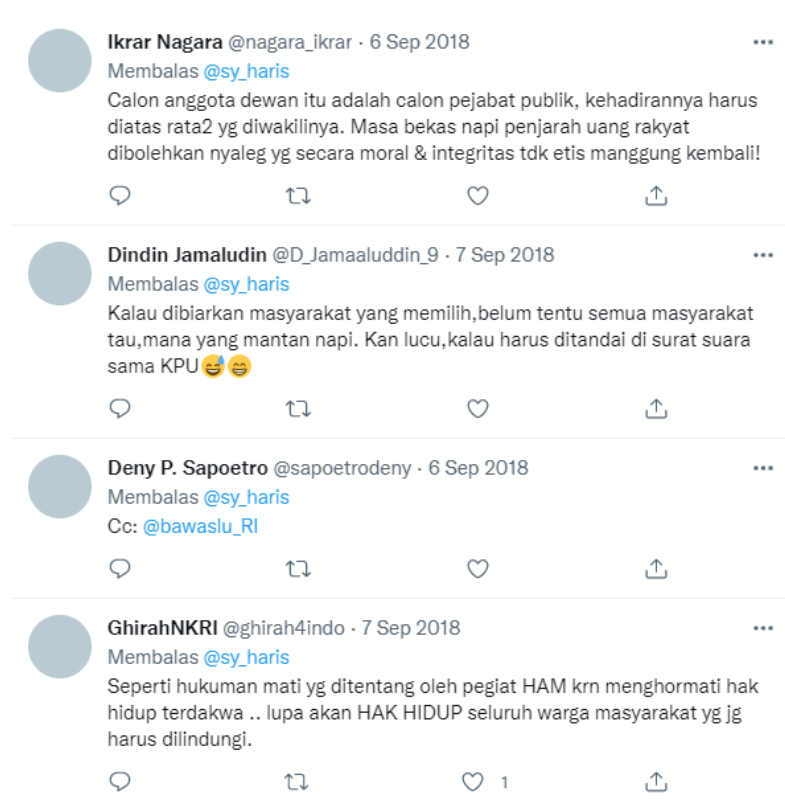 Ikrar Nagara @nagara_ikrar · 6 Sep 2018
Membalas @sy_haris
Calon anggota dewan itu adalah calon pejabat publik, kehadirannya harus
diatas rata2 yg diwakilinya. Masa bekas napi penjarah uang rakyat
dibolehkan nyaleg yg secara moral & integritas tdk etis manggung kembali!
Dindin Jamaludin @D_Jamaaluddin_9 · 7 Sep 2018
Membalas @sy_haris
Kalau dibiarkan masyarakat yang memilih,belum tentu semua masyarakat
tau,mana yang mantan napi. Kan lucu,kalau harus ditandai di surat suara
sama KPU😅😄
Deny P. Sapoetro @sapoetrodeny · 6 Sep 2018
Membalas @sy_haris
Cc: @bawaslu_RI
GhirahNKRI @ghirah4indo · 7 Sep 2018
Membalas @sy_haris
Seperti hukuman mati yg ditentang oleh pegiat HAM krn menghormati hak
hidup terdakwa .. lupa akan HAK HIDUP seluruh warga masyarakat yg jg
harus dilindungi.
1